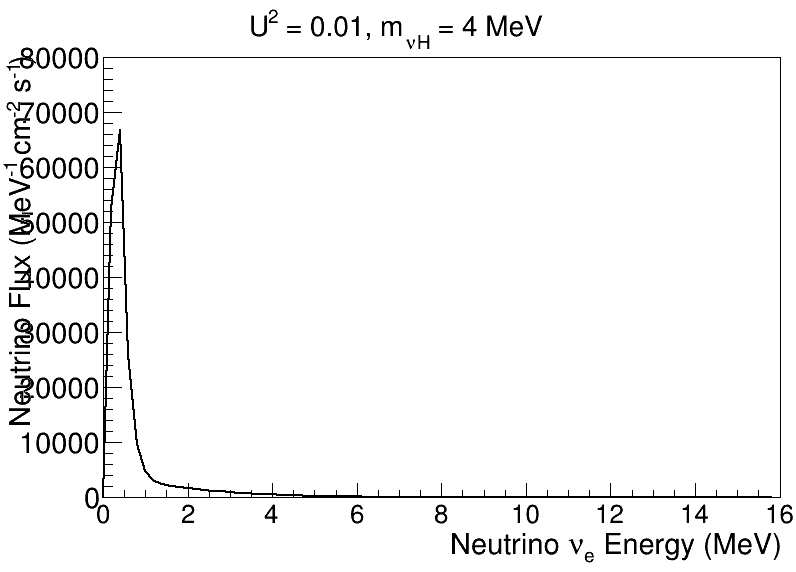 U² = 0.01, m_νH = 4 MeV
Neutrino Flux (MeV⁻¹ cm⁻² s⁻¹)
80000
70000
60000
50000
40000
30000
20000
10000
0
0 2 4 6 8 10 12 14 16
Neutrino ν_e Energy (MeV)